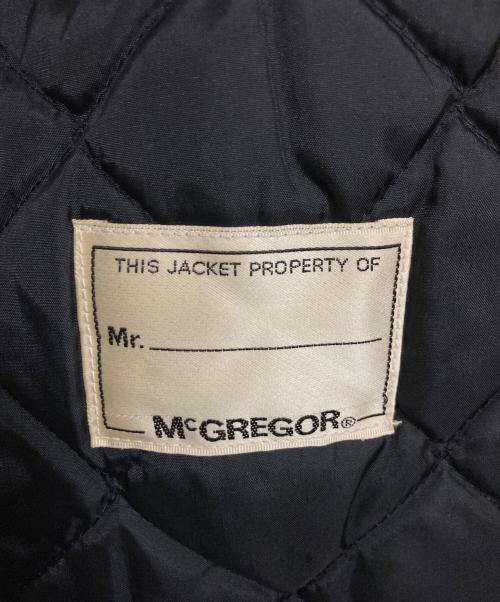 THIS JACKET PROPERTY OF
Mr.
McGREGOR®